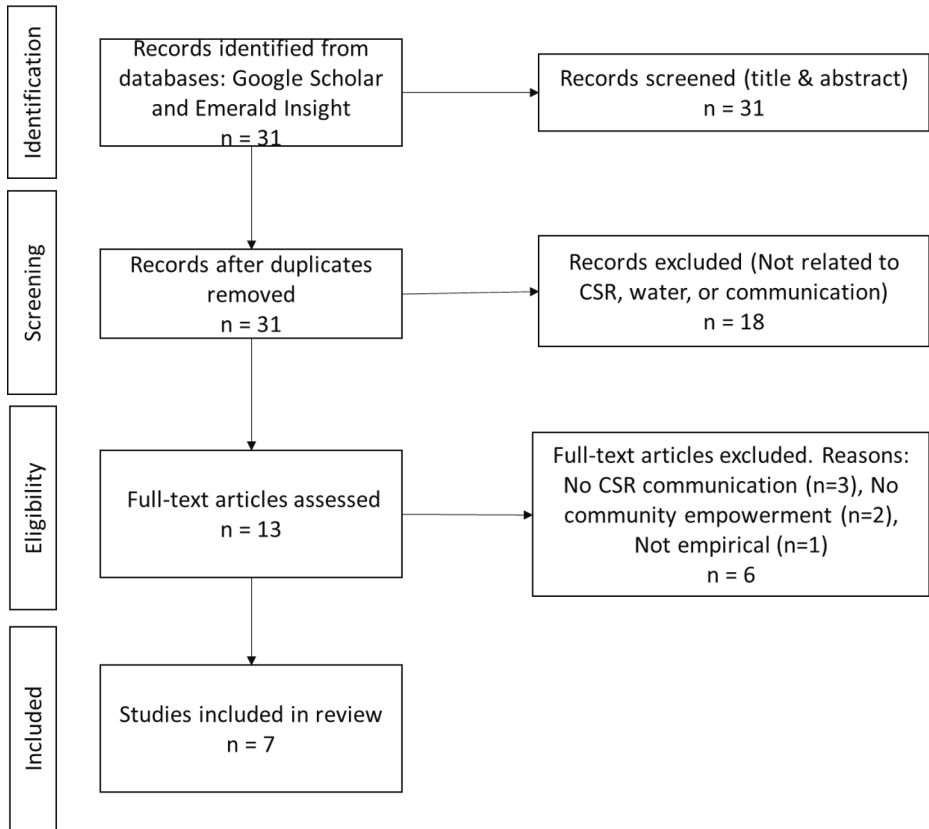 Identification
Records identified from
databases: Google Scholar
and Emerald Insight
n = 31
Records screened (title & abstract)
n = 31
Screening
Records after duplicates
removed
n = 31
Records excluded (Not related to
CSR, water, or communication)
n = 18
Eligibility
Full-text articles assessed
n = 13
Full-text articles excluded. Reasons:
No CSR communication (n=3), No
community empowerment (n=2),
Not empirical (n=1)
n = 6
Included
Studies included in review
n = 7